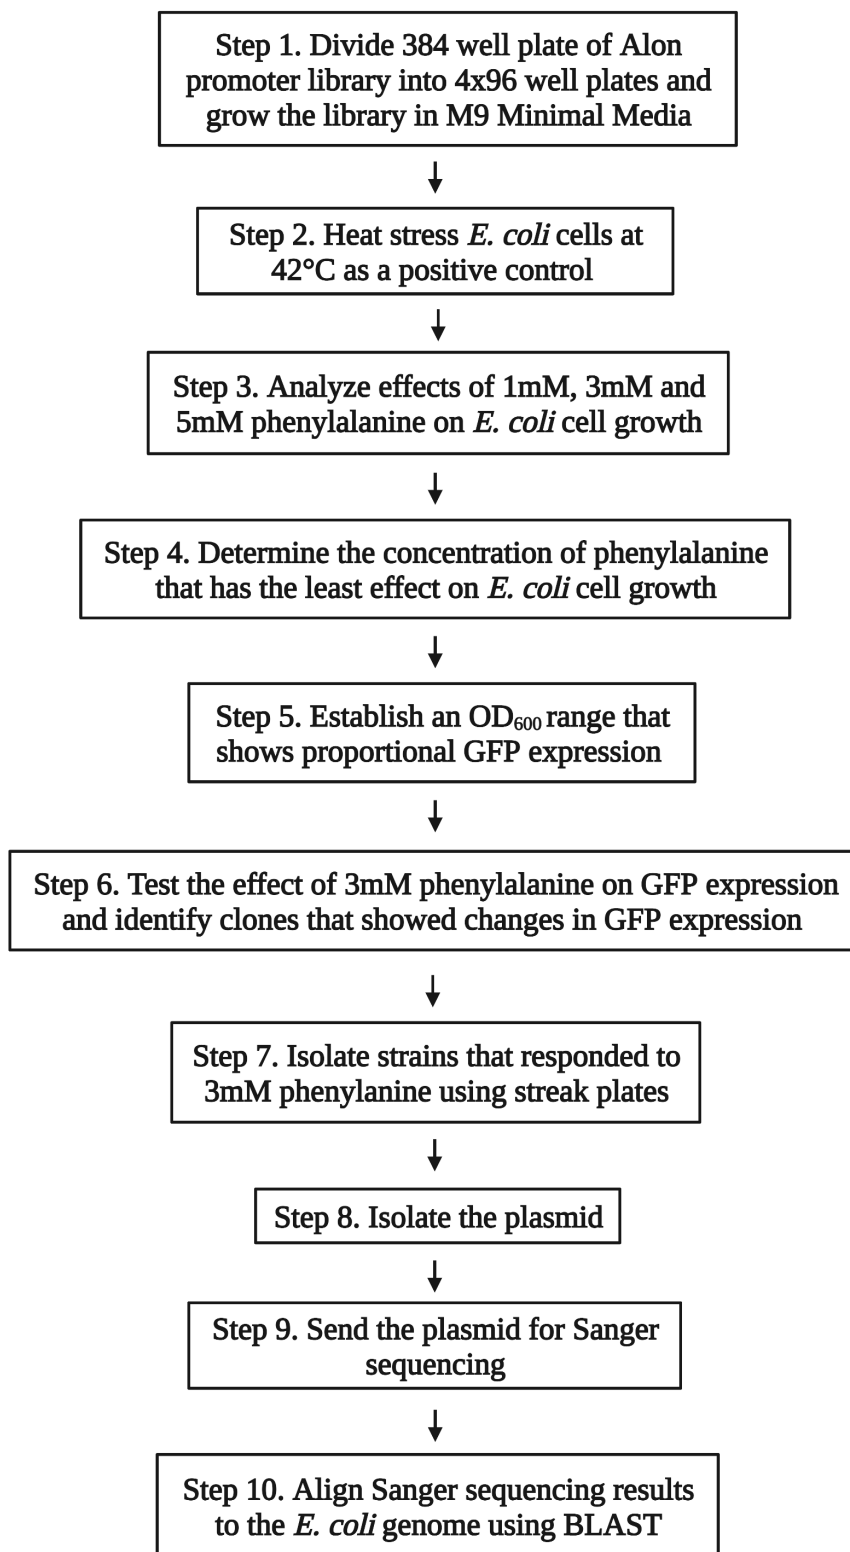 Step 1. Divide 384 well plate of Alon
promoter library into 4x96 well plates and
grow the library in M9 Minimal Media
Step 2. Heat stress E. coli cells at
42°C as a positive control
Step 3. Analyze effects of 1mM, 3mM and
5mM phenylalanine on E. coli cell growth
Step 4. Determine the concentration of phenylalanine
that has the least effect on E. coli cell growth
Step 5. Establish an OD600 range that
shows proportional GFP expression
Step 6. Test the effect of 3mM phenylalanine on GFP expression
and identify clones that showed changes in GFP expression
Step 7. Isolate strains that responded to
3mM phenylanine using streak plates
Step 8. Isolate the plasmid
Step 9. Send the plasmid for Sanger
sequencing
Step 10. Align Sanger sequencing results
to the E. coli genome using BLAST